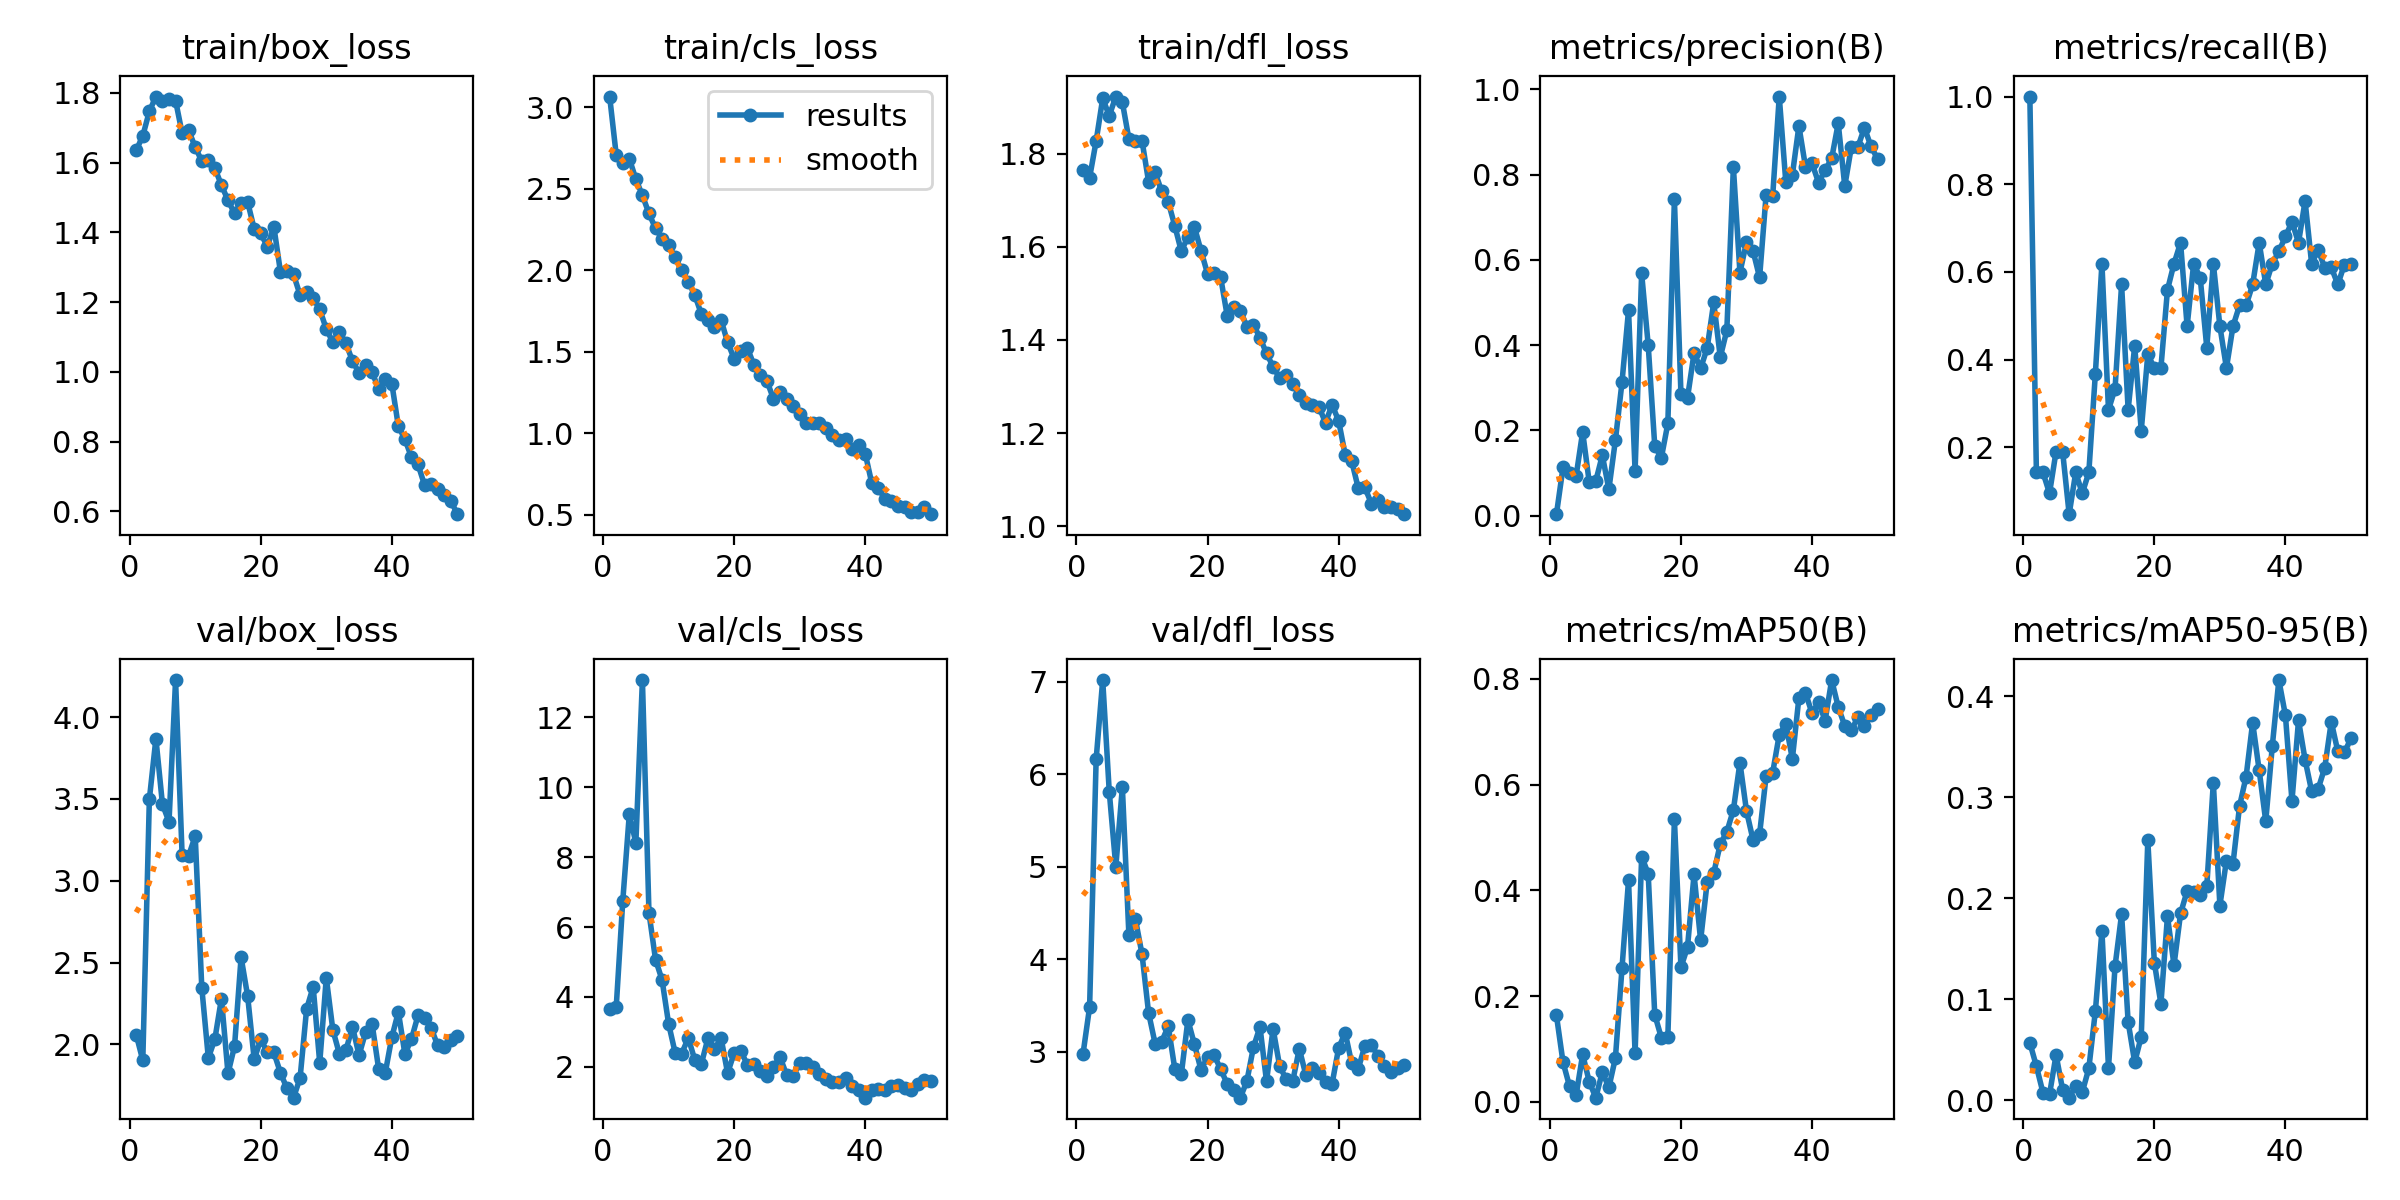 train/box_loss
1.8
1.6
1.4
1.2
1.0
0.8
0.6
0 20 40
train/cls_loss
results
smooth
3.0
2.5
2.0
1.5
1.0
0.5
0 20 40
train/dfl_loss
1.8
1.6
1.4
1.2
1.0
0 20 40
metrics/precision(B)
1.0
0.8
0.6
0.4
0.2
0.0
0 20 40
metrics/recall(B)
1.0
0.8
0.6
0.4
0.2
0 20 40
val/box_loss
4.0
3.5
3.0
2.5
2.0
0 20 40
val/cls_loss
12
10
8
6
4
2
0 20 40
val/dfl_loss
7
6
5
4
3
0 20 40
metrics/mAP50(B)
0.8
0.6
0.4
0.2
0.0
0 20 40
metrics/mAP50-95(B)
0.4
0.3
0.2
0.1
0.0
0 20 40